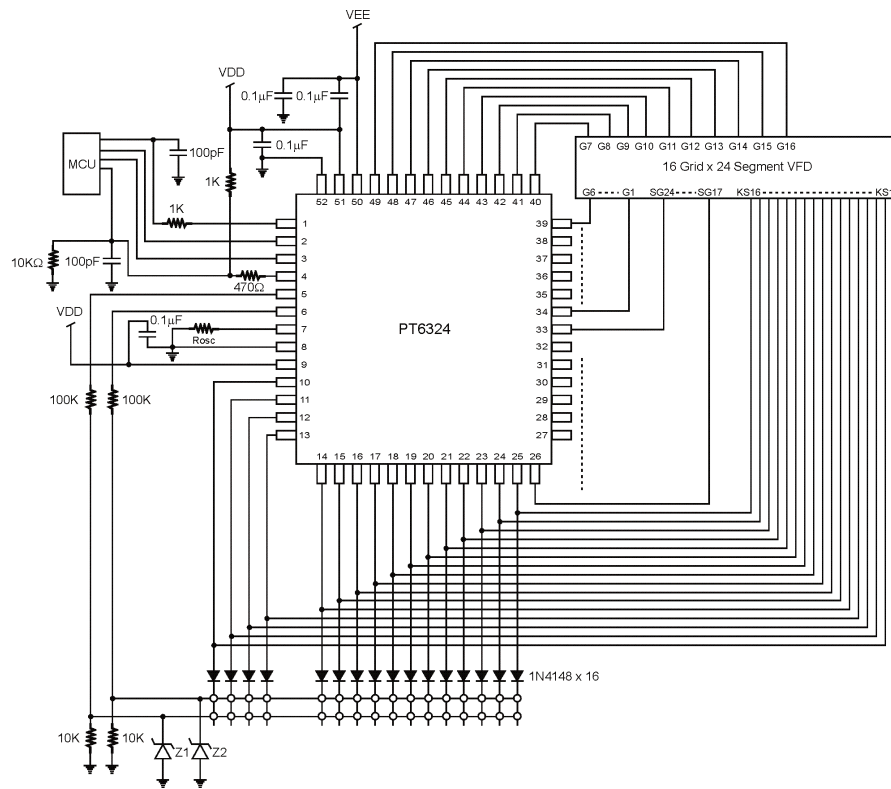 VEE
VDD
0.1µF 0.1µF
MCU
100pF
0.1µF
1K
G7 G8 G9 G10 G11 G12 G13 G14 G15 G16
16 Grid x 24 Segment VFD
G6 G1 SG24 SG17 KS16 KS1
52 51 50 49 48 47 46 45 44 43 42 41 40
1K
1
2
3
4
5
6
7
8
9
10
11
12
13
39
38
37
36
35
34
33
32
31
30
29
28
27
10KΩ
100pF
470Ω
VDD
0.1µF
Rosc
PT6324
100K 100K
14 15 16 17 18 19 20 21 22 23 24 25 26
1N4148 x 16
10K 10K
Z1 Z2